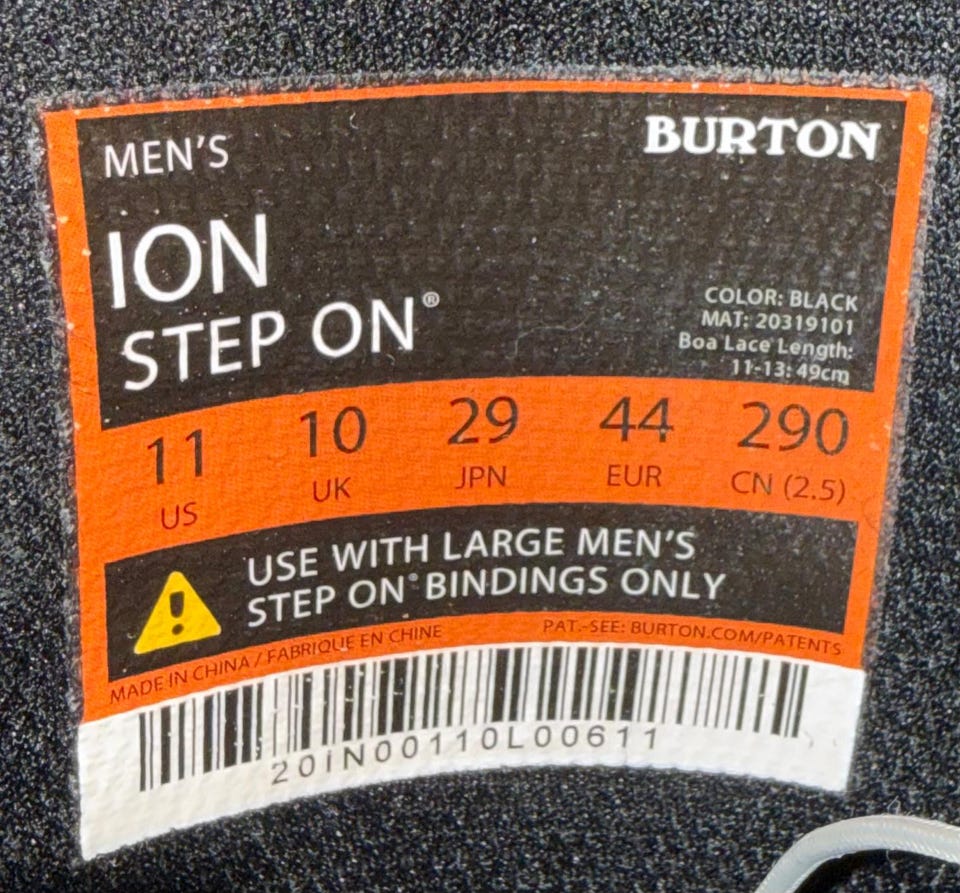 MEN'S
BURTON
ION
STEP ON®
COLOR: BLACK
MAT: 20319101
Boa Lace Length:
11-13: 49cm
11 10 29 44 290
US UK JPN EUR CN (2.5)
USE WITH LARGE MEN'S
STEP ON® BINDINGS ONLY
MADE IN CHINA / FABRIQUE EN CHINE
PAT.-SEE: BURTON.COM/PATENTS
20IN00110L00611